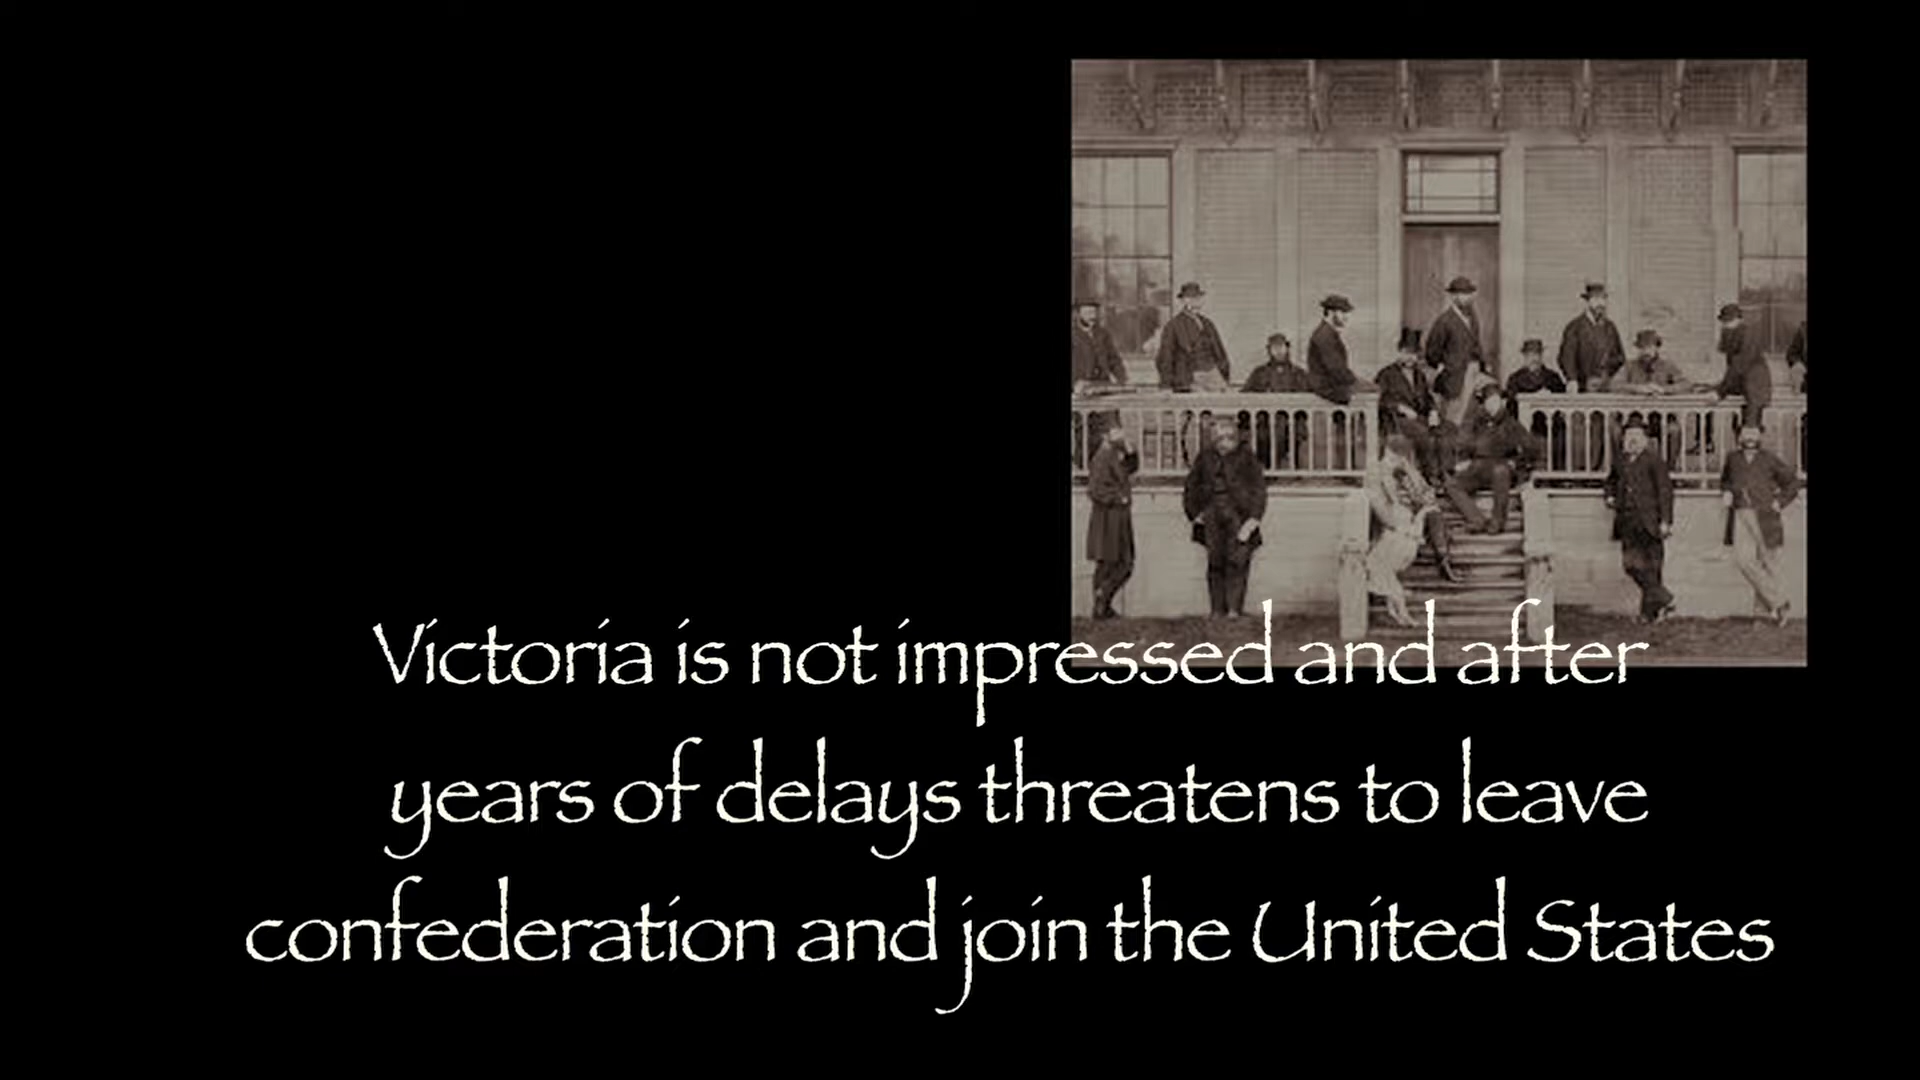 Victoria is not impressed and after
years of delays threatens to leave
confederation and join the United States